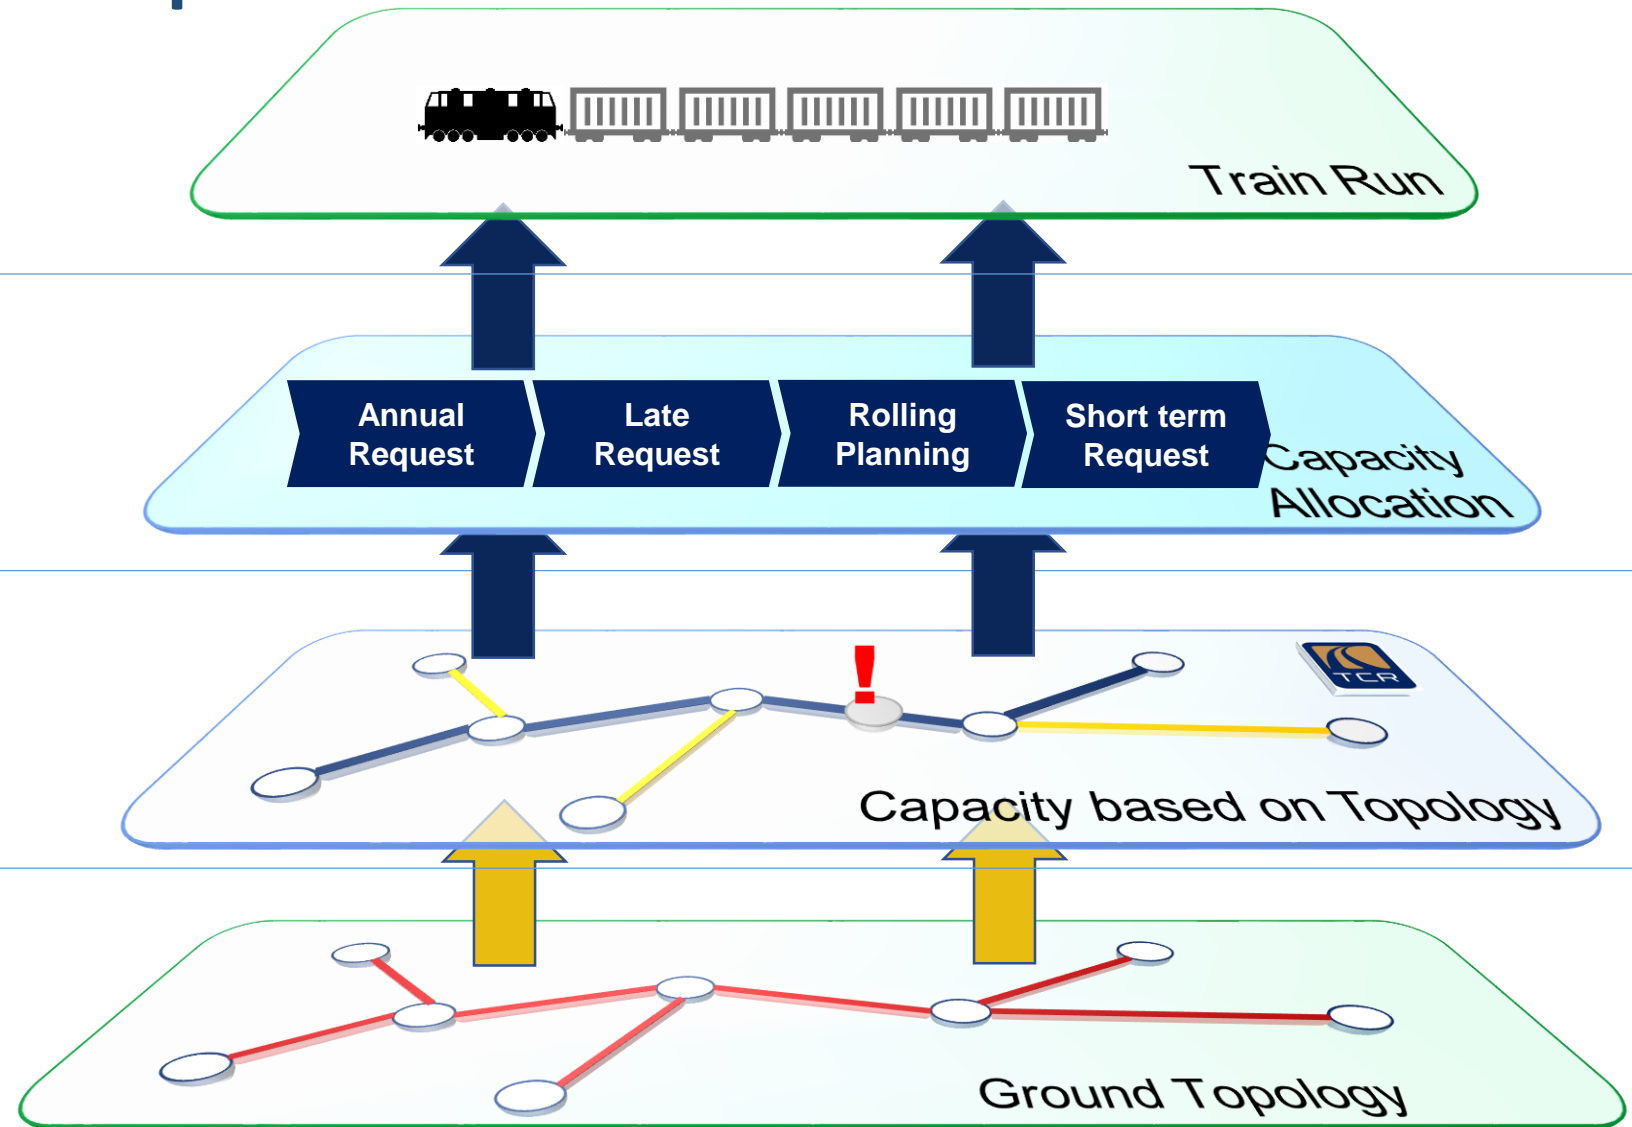 Train Run
Annual
Request
Late
Request
Rolling
Planning
Short term
Request
Capacity
Allocation
TCR
Capacity based on Topology
Ground Topology